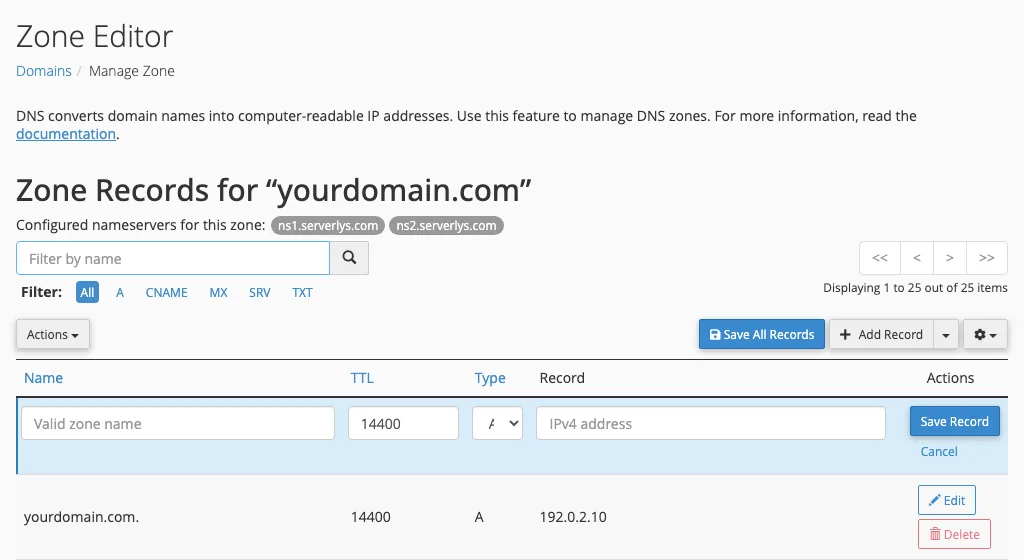 Zone Editor
Domains / Manage Zone
DNS converts domain names into computer-readable IP addresses. Use this feature to manage DNS zones. For more information, read the
documentation.
Zone Records for “yourdomain.com”
Configured nameservers for this zone: ns1.serverlys.com ns2.serverlys.com
Filter by name
<< < > >>
Filter: All A CNAME MX SRV TXT
Displaying 1 to 25 out of 25 items
Actions
Save All Records
+ Add Record
Name TTL Type Record Actions
Valid zone name 14400 A IPv4 address Save Record
Cancel
yourdomain.com. 14400 A 192.0.2.10 Edit
Delete